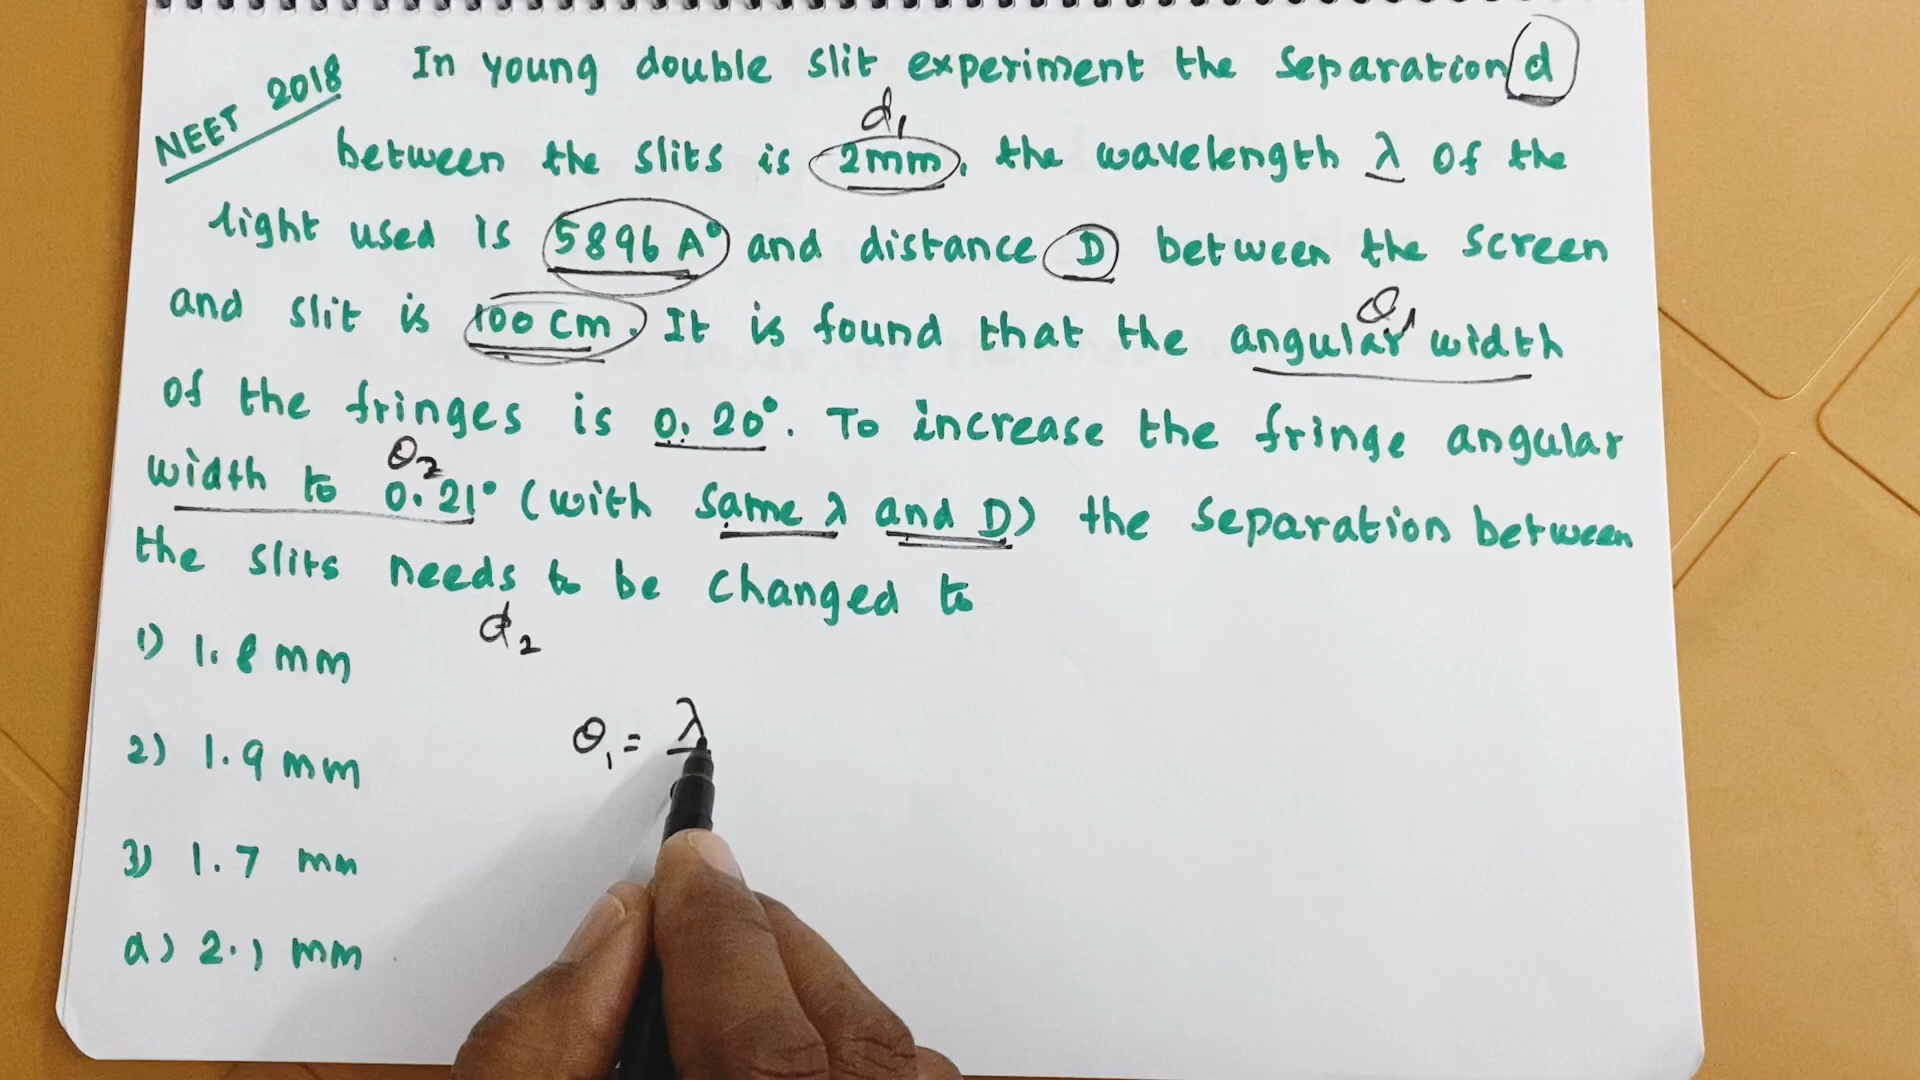 NEET 2018
In young double slit experiment the separation d
d1
between the slits is 2mm. the wavelength λ of the
light used is 5896 A° and distance D between the screen
θ1
and slit is 100 cm. It is found that the angular width
of the fringes is 0.20°. To increase the fringe angular
θ2
width to 0.21° (with same λ and D) the separation between
the slits needs to be changed to
d2
1) 1.8 mm
θ1 = λ
2) 1.9 mm
3) 1.7 mm
a) 2.1 mm